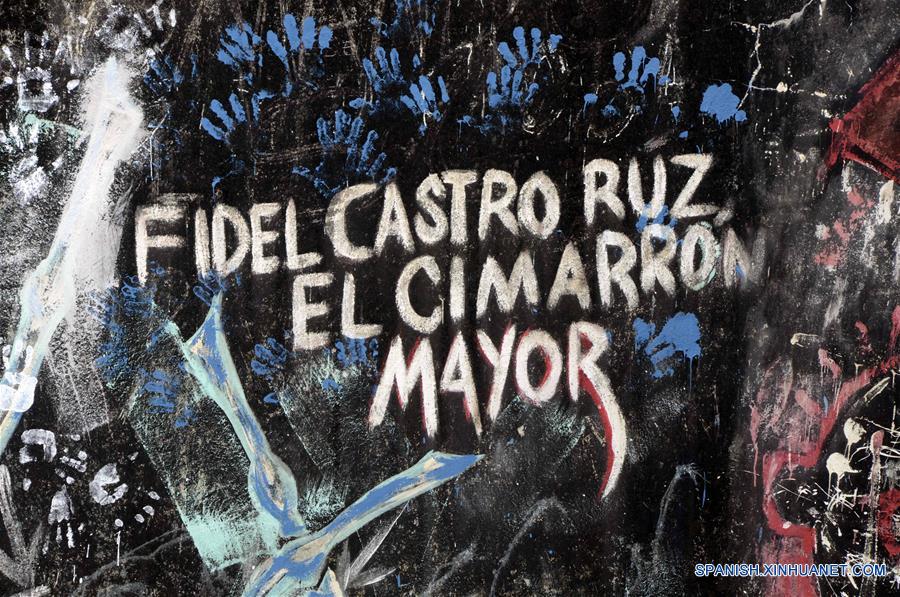 FIDEL CASTRO RUZ,
EL CIMARRÓN
MAYOR
SPANISH.XINHUANET.COM